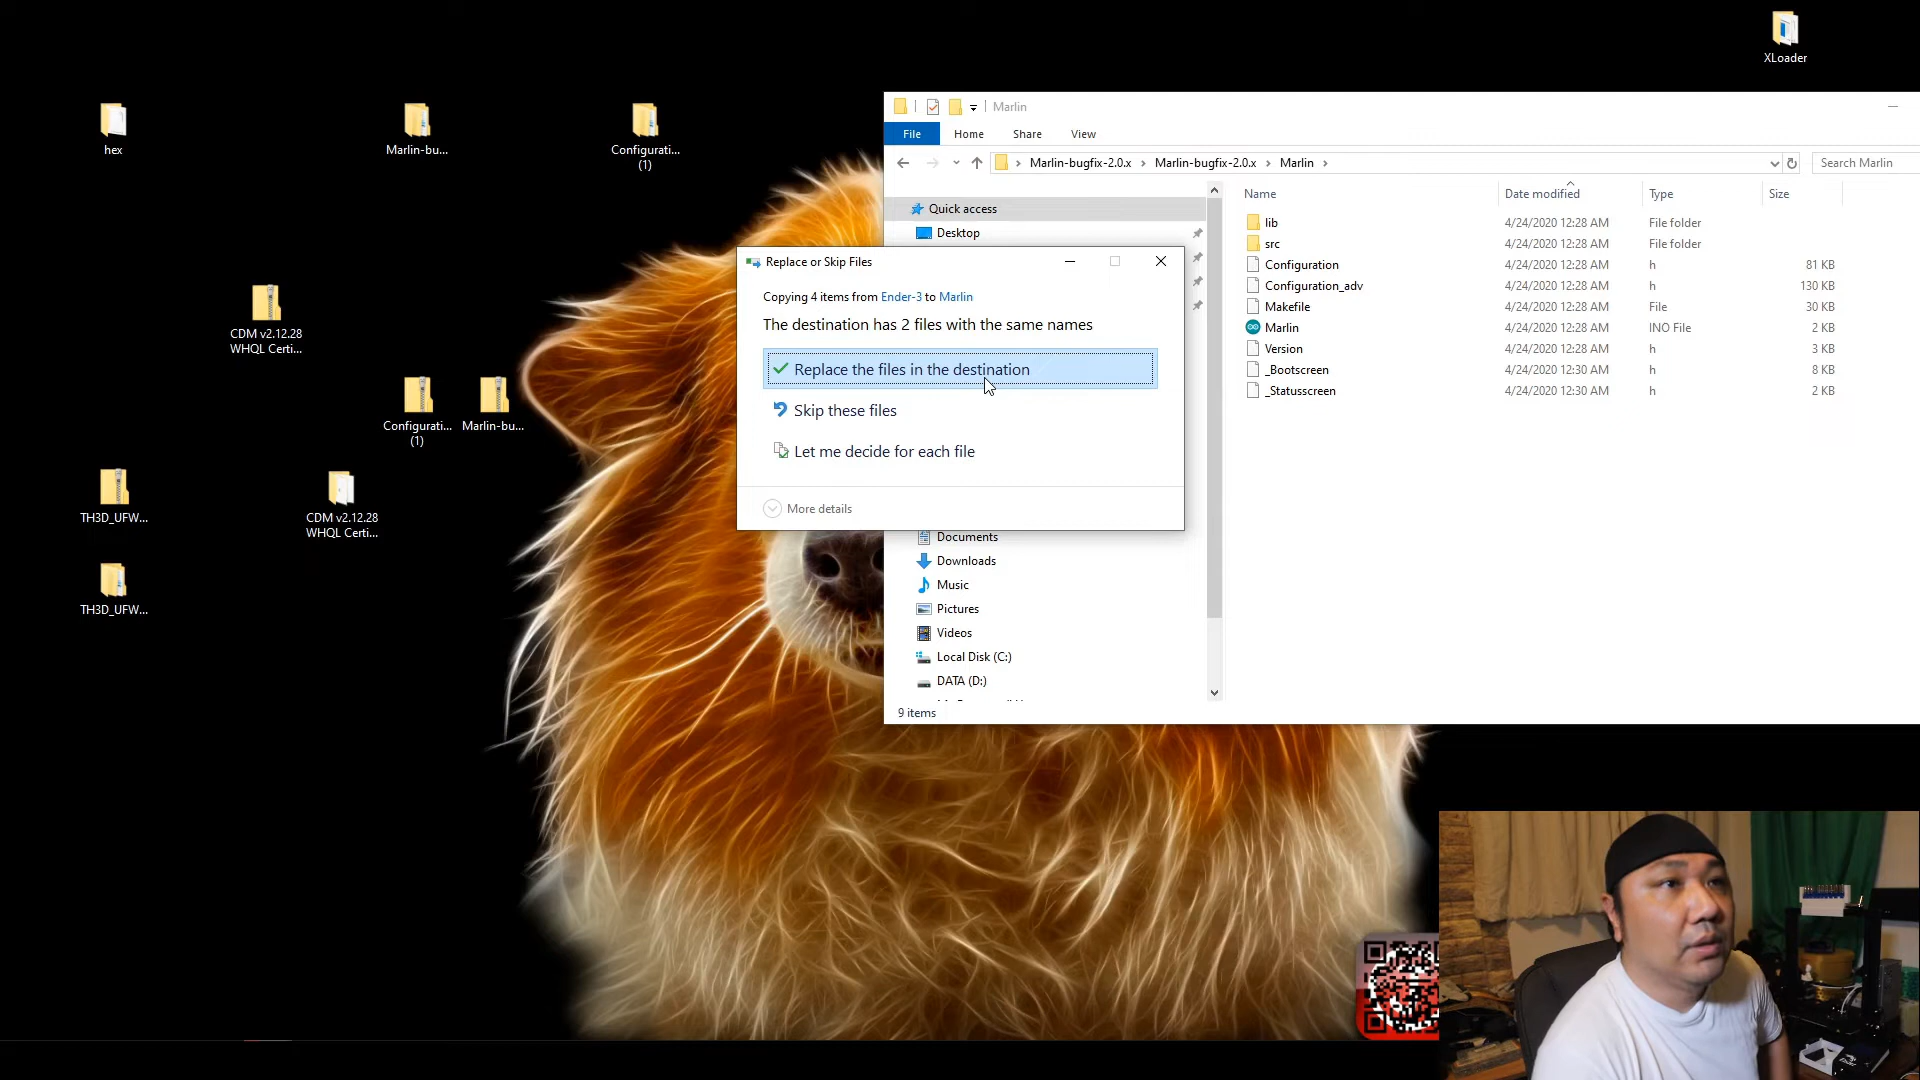 XLoader
hex
Marlin-bu...
Configurati...
(1)
CDM v2.12.28
WHQL Certi...
Configurati...
(1)
Marlin-bu...
TH3D_UFW...
CDM v2.12.28
WHQL Certi...
TH3D_UFW...
Marlin
File
Home
Share
View
Marlin-bugfix-2.0.x
Marlin-bugfix-2.0.x
Marlin
Search Marlin
Quick access
Desktop
Documents
Downloads
Music
Pictures
Videos
Local Disk (C:)
DATA (D:)
9 items
Name Date modified Type Size
lib 4/24/2020 12:28 AM File folder
src 4/24/2020 12:28 AM File folder
Configuration 4/24/2020 12:28 AM h 81 KB
Configuration_adv 4/24/2020 12:28 AM h 130 KB
Makefile 4/24/2020 12:28 AM File 30 KB
Marlin 4/24/2020 12:28 AM INO File 2 KB
Version 4/24/2020 12:28 AM h 3 KB
_Bootscreen 4/24/2020 12:30 AM h 8 KB
_Statusscreen 4/24/2020 12:30 AM h 2 KB
Replace or Skip Files
Copying 4 items from Ender-3 to Marlin
The destination has 2 files with the same names
Replace the files in the destination
Skip these files
Let me decide for each file
More details